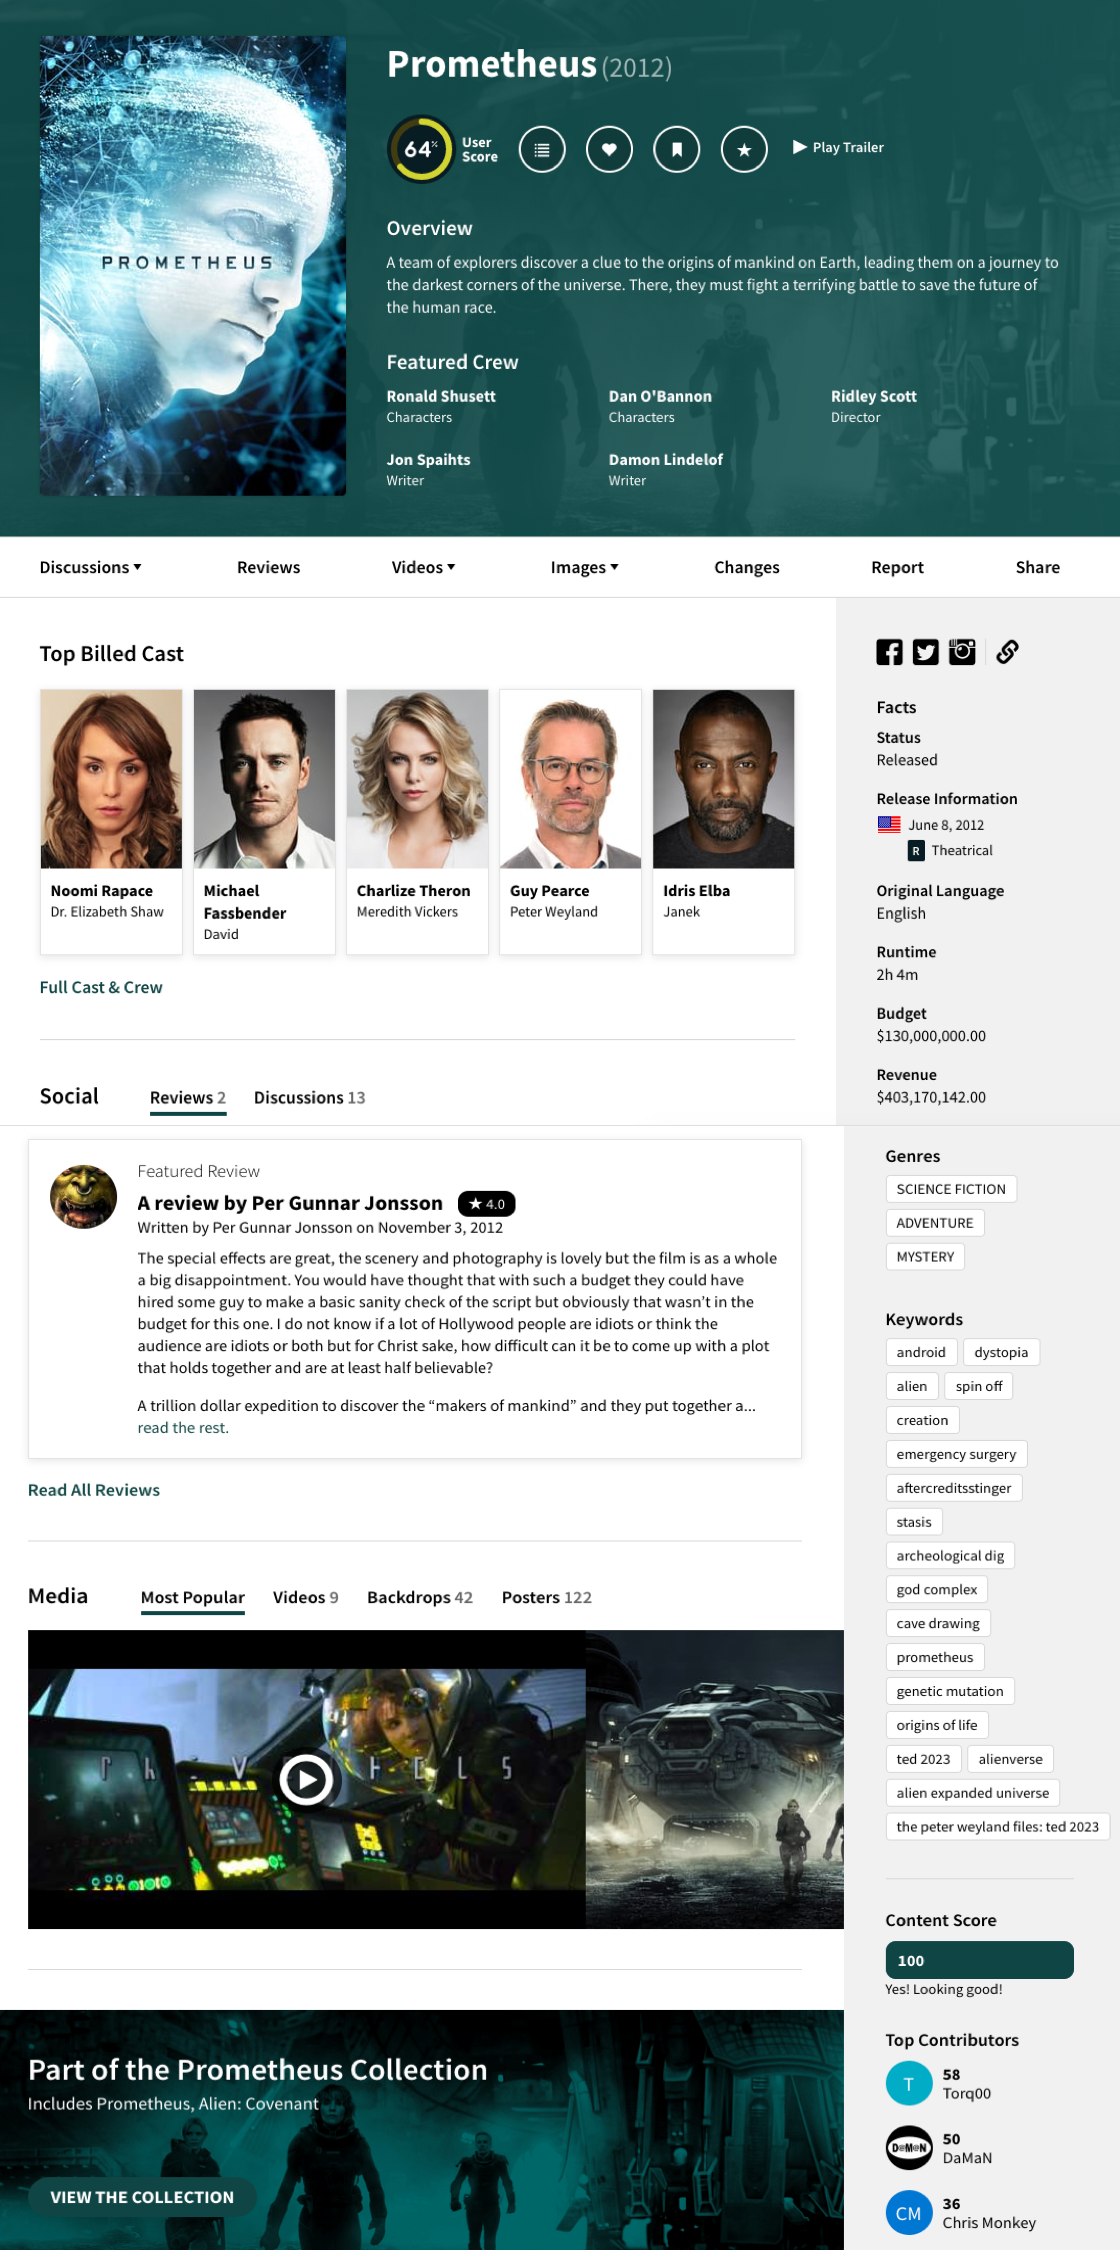 PROMETHEUS
Prometheus (2012)
64%
User
Score
Play Trailer
Overview
A team of explorers discover a clue to the origins of mankind on Earth, leading them on a journey to
the darkest corners of the universe. There, they must fight a terrifying battle to save the future of
the human race.
Featured Crew
Ronald Shusett
Characters
Dan O'Bannon
Characters
Ridley Scott
Director
Jon Spaihts
Writer
Damon Lindelof
Writer
Discussions Reviews Videos Images Changes Report Share
Top Billed Cast
Noomi Rapace
Dr. Elizabeth Shaw
Michael
Fassbender
David
Charlize Theron
Meredith Vickers
Guy Pearce
Peter Weyland
Idris Elba
Janek
Full Cast & Crew
Social Reviews 2 Discussions 13
Featured Review
A review by Per Gunnar Jonsson ★ 4.0
Written by Per Gunnar Jonsson on November 3, 2012
The special effects are great, the scenery and photography is lovely but the film is as a whole
a big disappointment. You would have thought that with such a budget they could have
hired some guy to make a basic sanity check of the script but obviously that wasn’t in the
budget for this one. I do not know if a lot of Hollywood people are idiots or think the
audience are idiots or both but for Christ sake, how difficult can it be to come up with a plot
that holds together and are at least half believable?
A trillion dollar expedition to discover the “makers of mankind” and they put together a...
read the rest.
Read All Reviews
Media Most Popular Videos 9 Backdrops 42 Posters 122
Part of the Prometheus Collection
Includes Prometheus, Alien: Covenant
VIEW THE COLLECTION
Facts
Status
Released
Release Information
June 8, 2012
R Theatrical
Original Language
English
Runtime
2h 4m
Budget
$130,000,000.00
Revenue
$403,170,142.00
Genres
SCIENCE FICTION
ADVENTURE
MYSTERY
Keywords
android dystopia
alien spin off
creation
emergency surgery
aftercreditsstinger
stasis
archeological dig
god complex
cave drawing
prometheus
genetic mutation
origins of life
ted 2023 alienverse
alien expanded universe
the peter weyland files: ted 2023
Content Score
100
Yes! Looking good!
Top Contributors
T
58
Torq00
DaMaN
50
DaMaN
CM
36
Chris Monkey